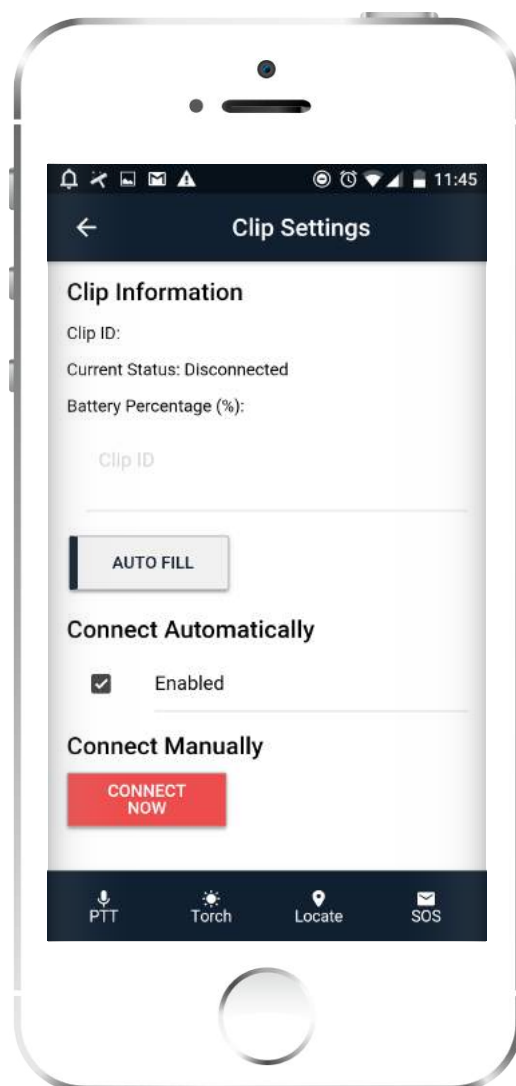 11:45
Clip Settings
Clip Information
Clip ID:
Current Status: Disconnected
Battery Percentage (%):
Clip ID
AUTO FILL
Connect Automatically
Enabled
Connect Manually
CONNECT
NOW
PTT Torch Locate SOS